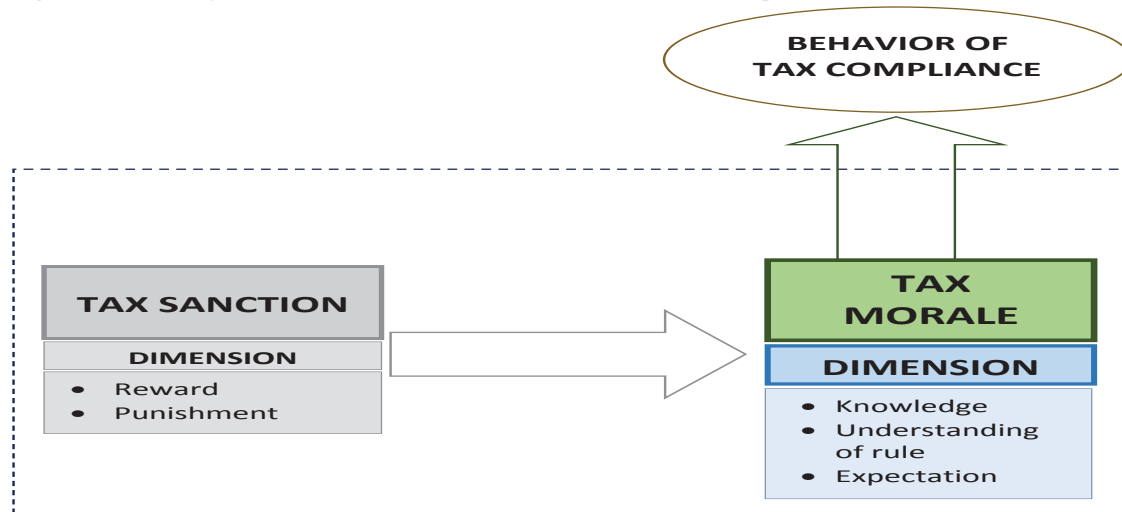 BEHAVIOR OF
TAX COMPLIANCE
TAX SANCTION
DIMENSION
• Reward
• Punishment
TAX
MORALE
DIMENSION
• Knowledge
• Understanding
of rule
• Expectation